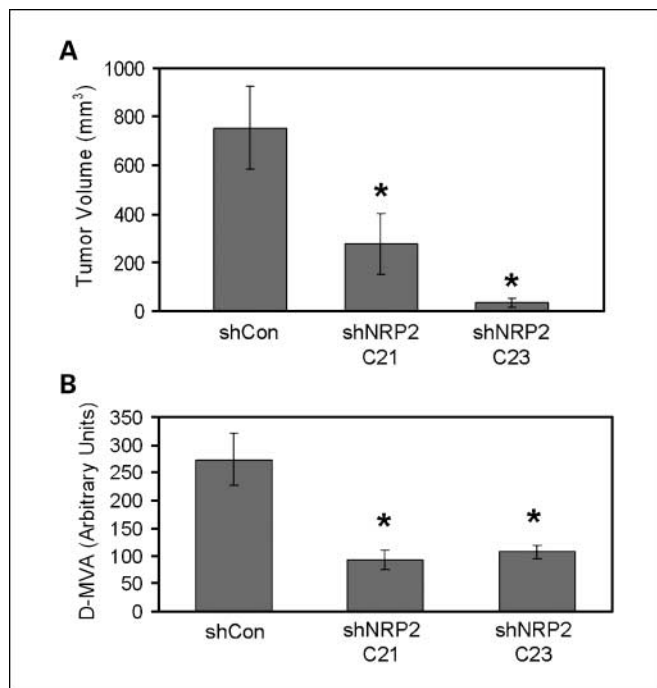 A
Tumor Volume (mm³)
1000
800
600
400
200
0
*
*
shCon
shNRP2
C21
shNRP2
C23
B
D-MVA (Arbitrary Units)
350
300
250
200
150
100
50
0
*
*
shCon
shNRP2
C21
shNRP2
C23